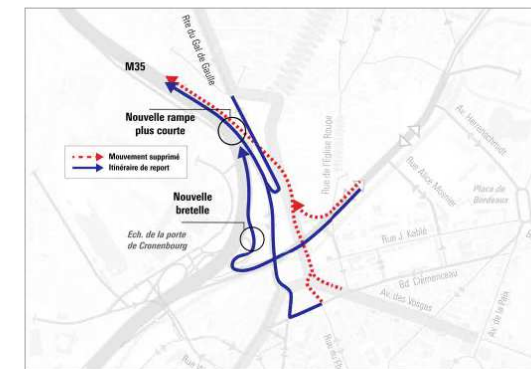 Rte du Gal de Gaulle
M35
Nouvelle rampe
plus courte
Mouvement supprimé
Itinéraire de report
Nouvelle
bretelle
Ech. de la porte
de Cronenbourg
Rue de l'Eglise Rouge
Av. Herrenschmidt
Rue Alice Monnier
Place de
Bordeaux
Rue J. Kablé
Bd Clemenceau
Av. des Vosges
Av. de la Paix